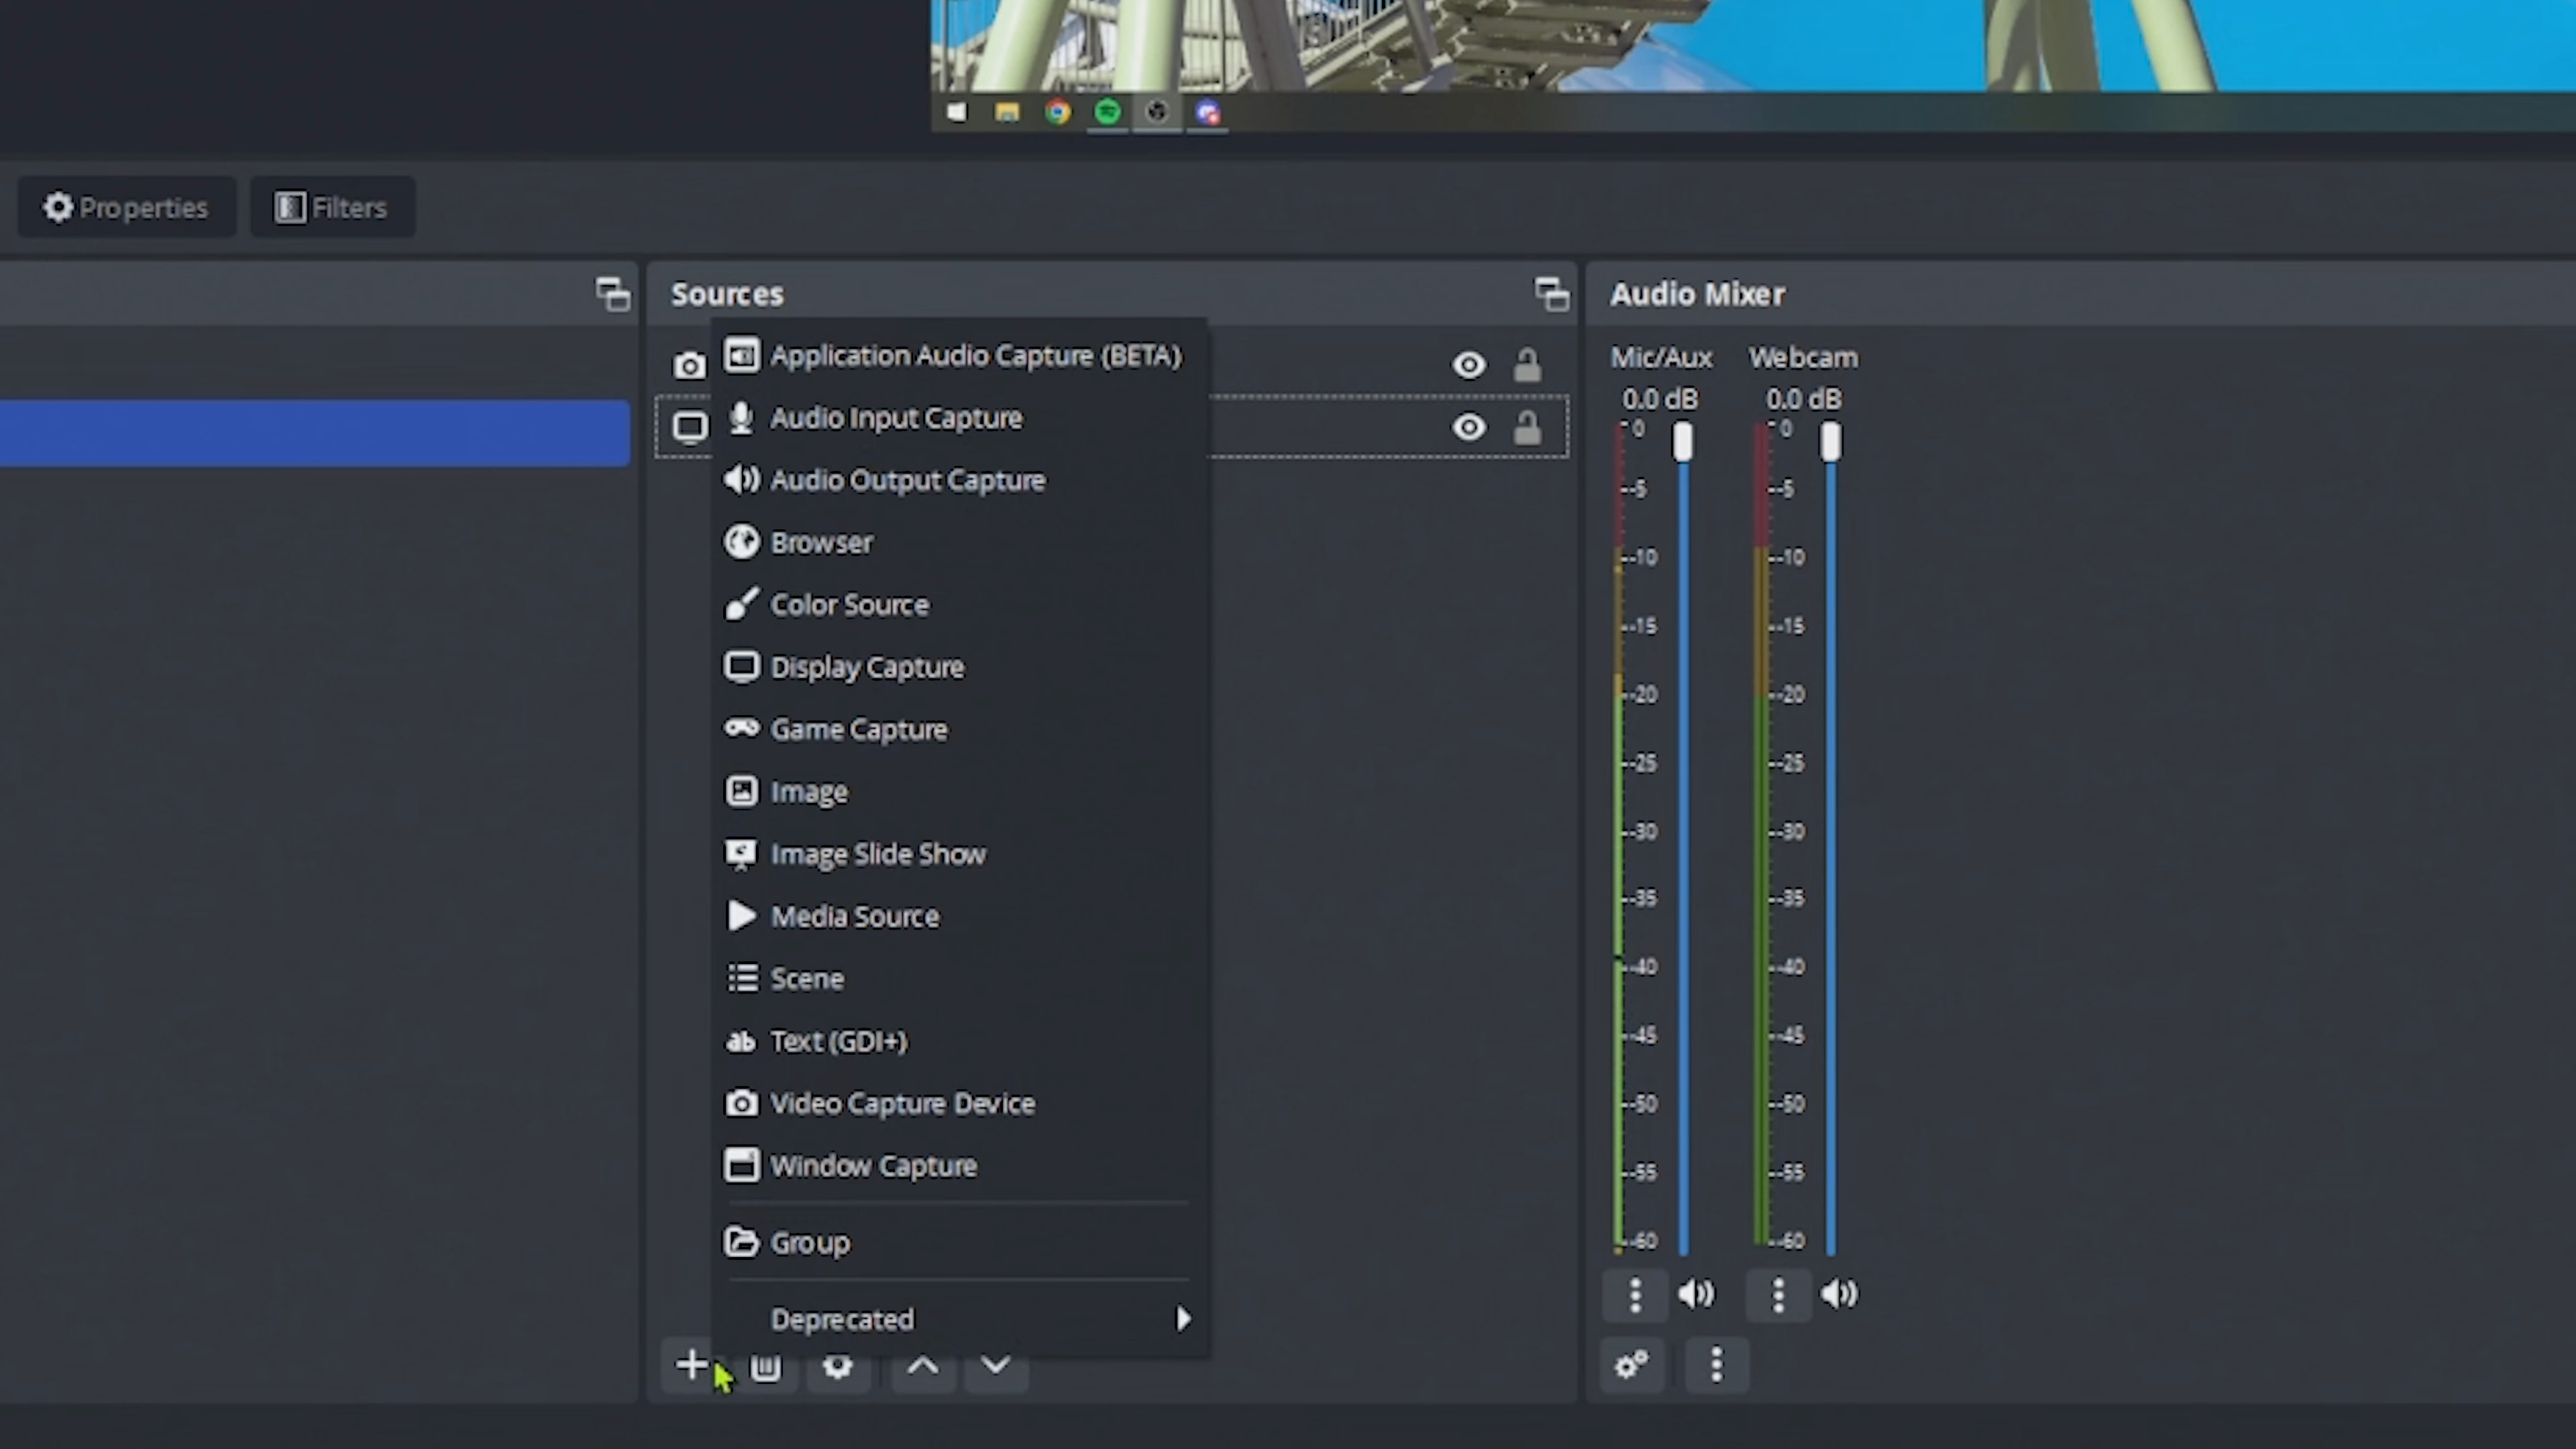 Properties
Filters
Sources
Audio Mixer
Application Audio Capture (BETA)
Audio Input Capture
Audio Output Capture
Browser
Color Source
Display Capture
Game Capture
Image
Image Slide Show
Media Source
Scene
Text (GDI+)
ab
Video Capture Device
Window Capture
Group
Deprecated
Mic/Aux
0.0 dB
0
-5
-10
-15
-20
-25
-30
-35
-40
-45
-50
-55
-60
Webcam
0.0 dB
0
-5
-10
-15
-20
-25
-30
-35
-40
-45
-50
-55
-60